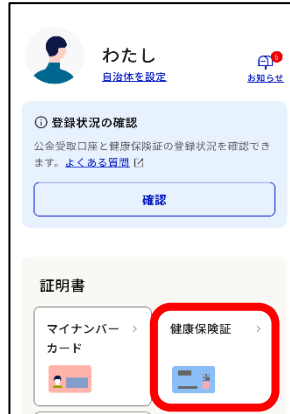 わたし
自治体を設定
お知らせ
登録状況の確認
公金受取口座と健康保険証の登録状況を確認でき
ます。よくある質問
確認
証明書
マイナンバー
カード
健康保険証